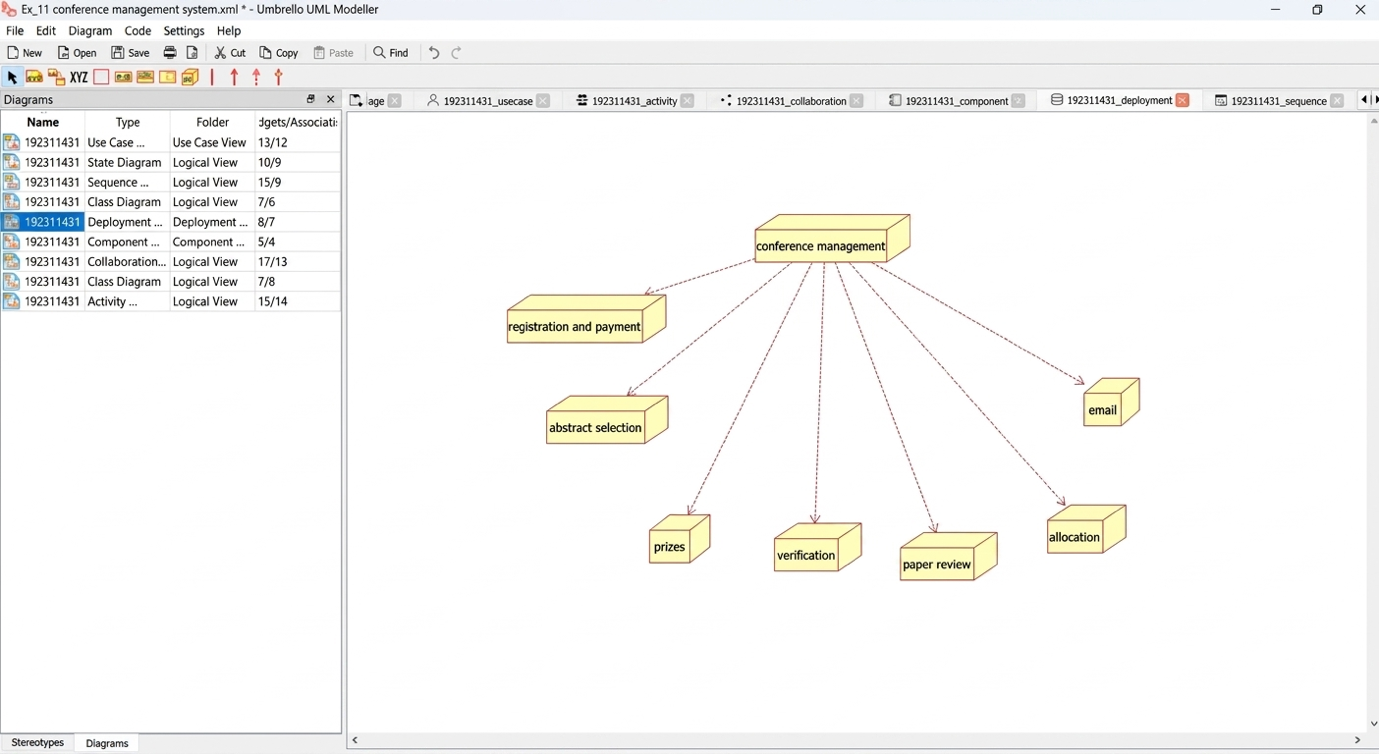 Ex_11 conference management system.xml * - Umbrello UML Modeller
File Edit Diagram Code Settings Help
New Open Save Cut Copy Paste Find
XYZ
Diagrams
age 192311431_usecase 192311431_activity 192311431_collaboration 192311431_component 192311431_deployment 192311431_sequence
Name Type Folder dgets/Associatio
192311431 Use Case ... Use Case View 13/12
192311431 State Diagram Logical View 10/9
192311431 Sequence ... Logical View 15/9
192311431 Class Diagram Logical View 7/6
192311431 Deployment ... Deployment ... 8/7
192311431 Component ... Component ... 5/4
192311431 Collaboration... Logical View 17/13
192311431 Class Diagram Logical View 7/8
192311431 Activity ... Logical View 15/14
conference management
registration and payment
email
abstract selection
allocation
prizes
verification
paper review
Stereotypes Diagrams